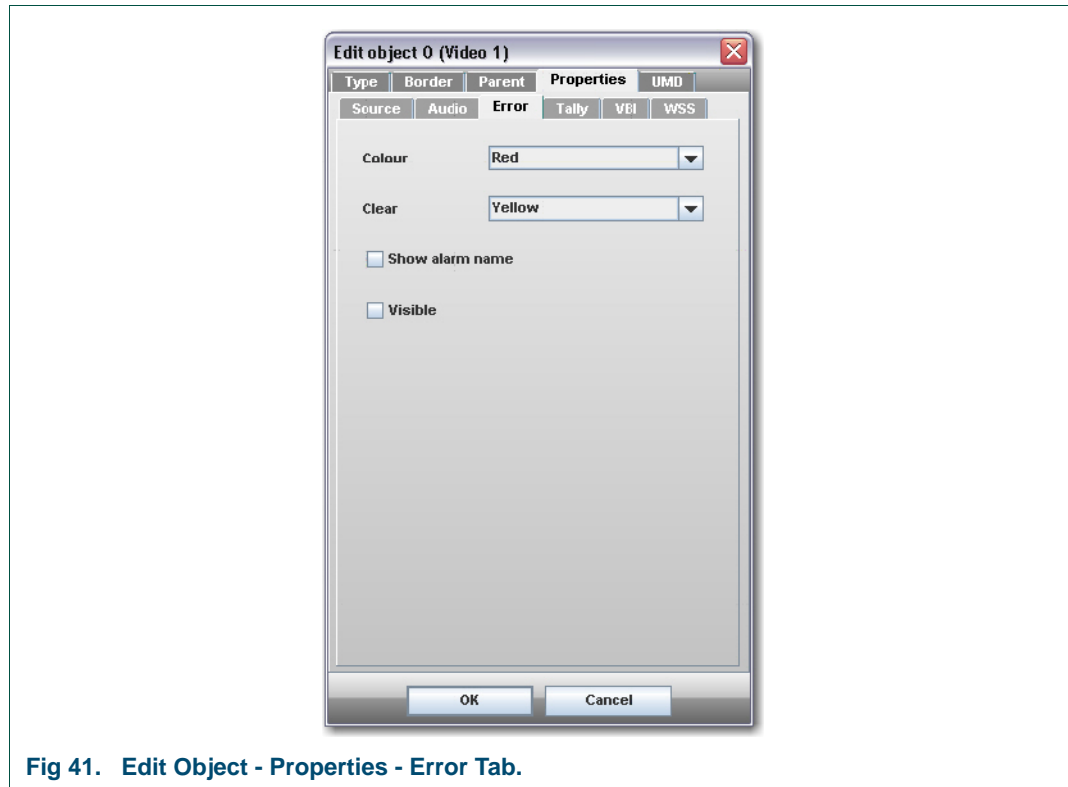 Edit object 0 (Video 1)
Type Border Parent Properties UMD
Source Audio Error Tally VBI WSS
Colour Red
Clear Yellow
Show alarm name
Visible
OK Cancel
Fig 41. Edit Object - Properties - Error Tab.